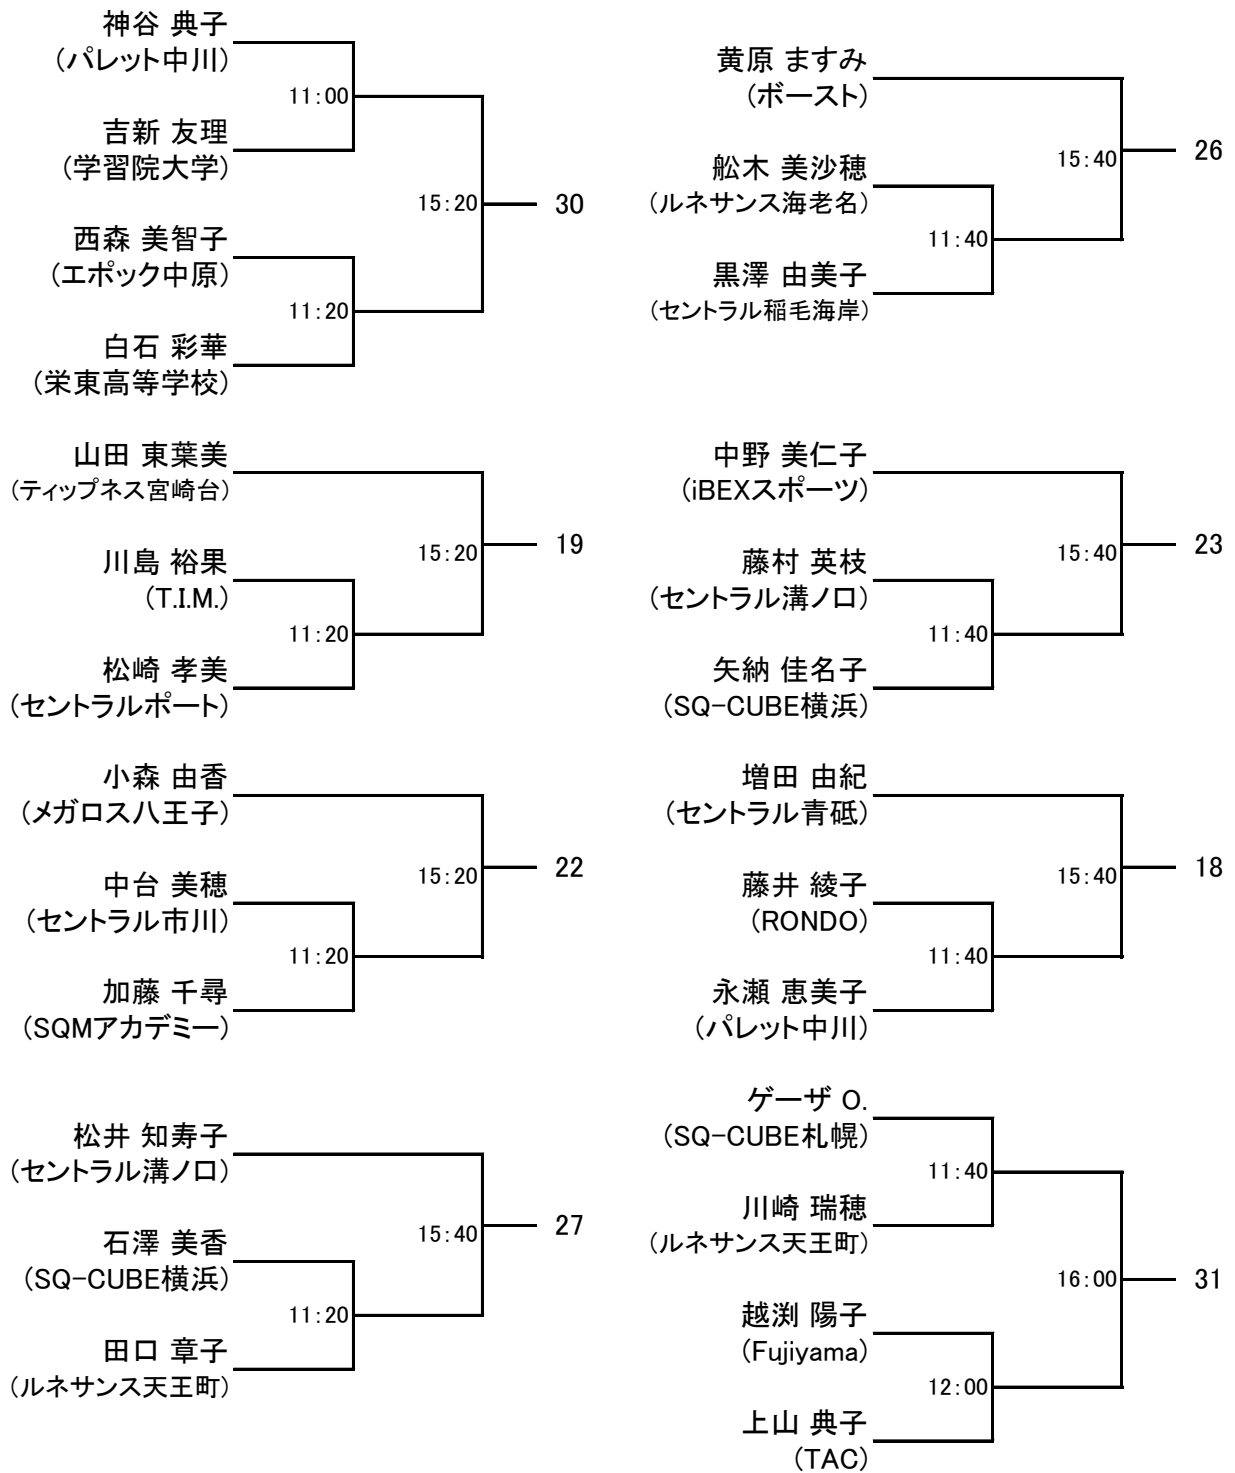 神谷 典子
(パレット中川)
11:00
吉新 友理
(学習院大学)
15:20
30
西森 美智子
(エポック中原)
11:20
白石 彩華
(栄東高等学校)
山田 東葉美
(ティップネス宮崎台)
15:20
19
川島 裕果
(T.I.M.)
11:20
松崎 孝美
(セントラルポート)
小森 由香
(メガロス八王子)
15:20
22
中台 美穂
(セントラル市川)
11:20
加藤 千尋
(SQMアカデミー)
松井 知寿子
(セントラル溝ノ口)
15:40
27
石澤 美香
(SQ-CUBE横浜)
11:20
田口 章子
(ルネサンス天王町)
黄原 ますみ
(ボースト)
15:40
26
舩木 美沙穂
(ルネサンス海老名)
11:40
黒澤 由美子
(セントラル稲毛海岸)
中野 美仁子
(iBEXスポーツ)
15:40
23
藤村 英枝
(セントラル溝ノ口)
11:40
矢納 佳名子
(SQ-CUBE横浜)
増田 由紀
(セントラル青砥)
15:40
18
藤井 綾子
(RONDO)
11:40
永瀬 恵美子
(パレット中川)
ゲーザ O.
(SQ-CUBE札幌)
11:40
川崎 瑞穂
(ルネサンス天王町)
16:00
31
越渕 陽子
(Fujiyama)
12:00
上山 典子
(TAC)